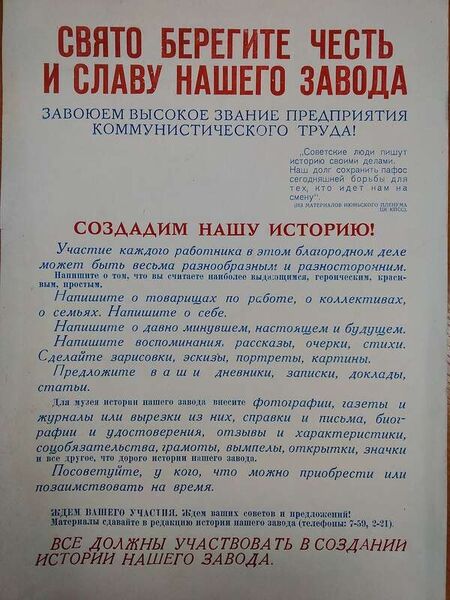 СВЯТО БЕРЕГИТЕ ЧЕСТЬ
И СЛАВУ НАШЕГО ЗАВОДА
ЗАВОЮЕМ ВЫСОКОЕ ЗВАНИЕ ПРЕДПРИЯТИЯ
КОММУНИСТИЧЕСКОГО ТРУДА!
„Советские люди пишут
историю своими делами.
Наш долг сохранить пафос
сегодняшней борьбы для
тех, кто идет нам на
смену".
(ИЗ МАТЕРИАЛОВ ИЮНЬСКОГО ПЛЕНУМА
ЦК КПСС).
СОЗДАДИМ НАШУ ИСТОРИЮ!
Участие каждого работника в этом благородном деле
может быть весьма разнообразным и разносторонним.
Напишите о том, что вы считаете наиболее выдающимся, героическим, краси-
вым, простым.
Напишите о товарищах по работе, о коллективах,
о семьях. Напишите о себе.
Напишите о давно минувшем, настоящем и будущем.
Напишите воспоминания, рассказы, очерки, стихи.
Сделайте зарисовки, эскизы, портреты, картины.
Предложите в а ш и дневники, записки, доклады,
статьи.
Для музея истории нашего завода внесите фотографии, газеты и
журналы или вырезки из них, справки и письма, биог-
рафии и удостоверения, отзывы и характеристики,
соцобязательства, грамоты, вымпелы, открытки, значки
и все другое, что дорого истории нашего завода.
Посоветуйте, у кого, что можно приобрести или
позаимствовать на время.
ЖДЕМ ВАШЕГО УЧАСТИЯ. Ждем ваших советов и предложений!
Материалы сдавайте в редакцию истории нашего завода (телефоны: 7-59, 2-21).
ВСЕ ДОЛЖНЫ УЧАСТВОВАТЬ В СОЗДАНИИ
ИСТОРИИ НАШЕГО ЗАВОДА.